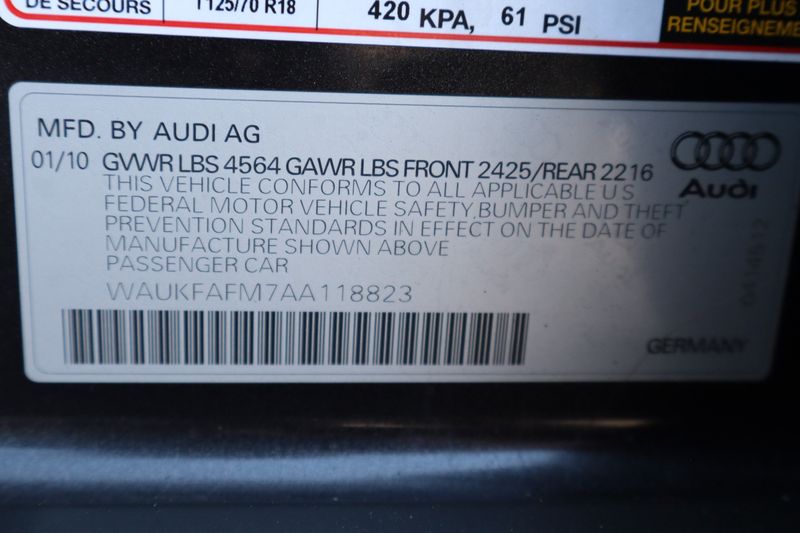 DE SECOURS T125/70 R18 420 KPA, 61 PSI
POUR PLUS
RENSEIGNEME
MFD. BY AUDI AG
01/10 GVWR LBS 4564 GAWR LBS FRONT 2425/REAR 2216
THIS VEHICLE CONFORMS TO ALL APPLICABLE U S
FEDERAL MOTOR VEHICLE SAFETY,BUMPER AND THEFT
PREVENTION STANDARDS IN EFFECT ON THE DATE OF
MANUFACTURE SHOWN ABOVE
PASSENGER CAR
WAUKFAFM7AA118823
Audi
GERMANY